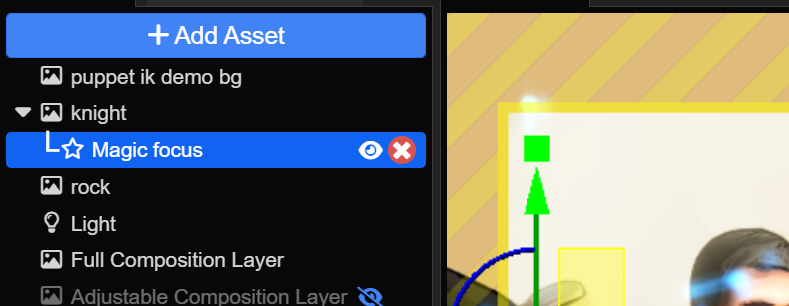 Add Asset
puppet ik demo bg
knight
Magic focus
rock
Light
Full Composition Layer
Adjustable Composition Layer